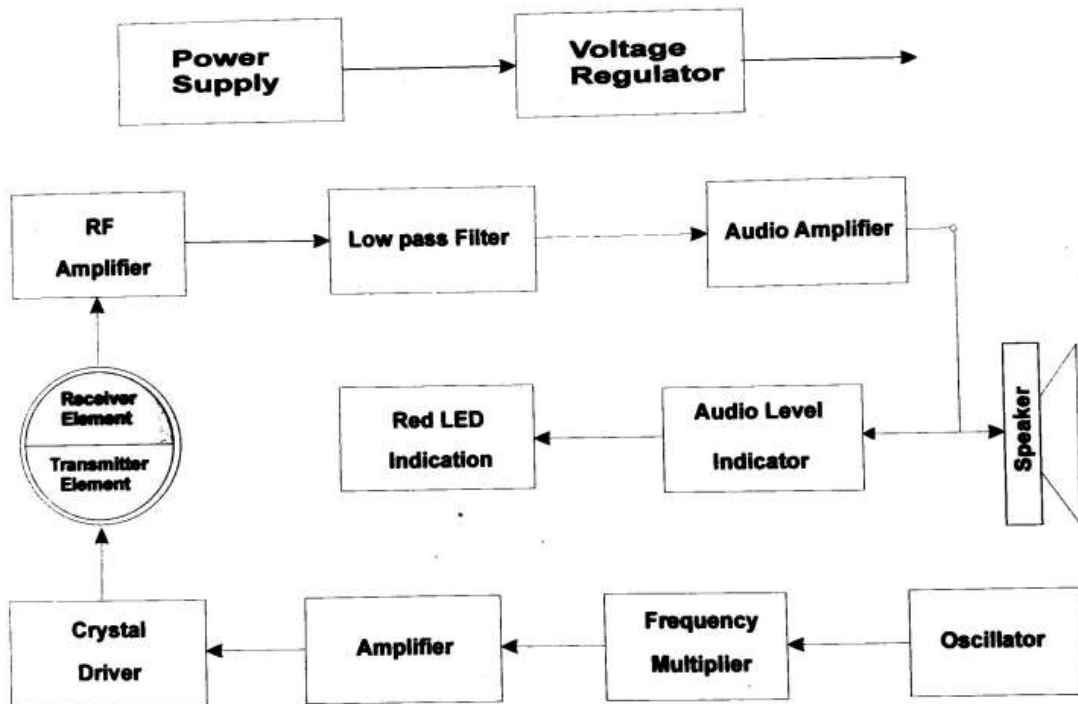 Power
Supply
Voltage
Regulator
RF
Amplifier
Low pass Filter
Audio Amplifier
Receiver
Element
Transmitter
Element
Red LED
Indication
Audio Level
Indicator
Speaker
Crystal
Driver
Amplifier
Frequency
Multiplier
Oscillator